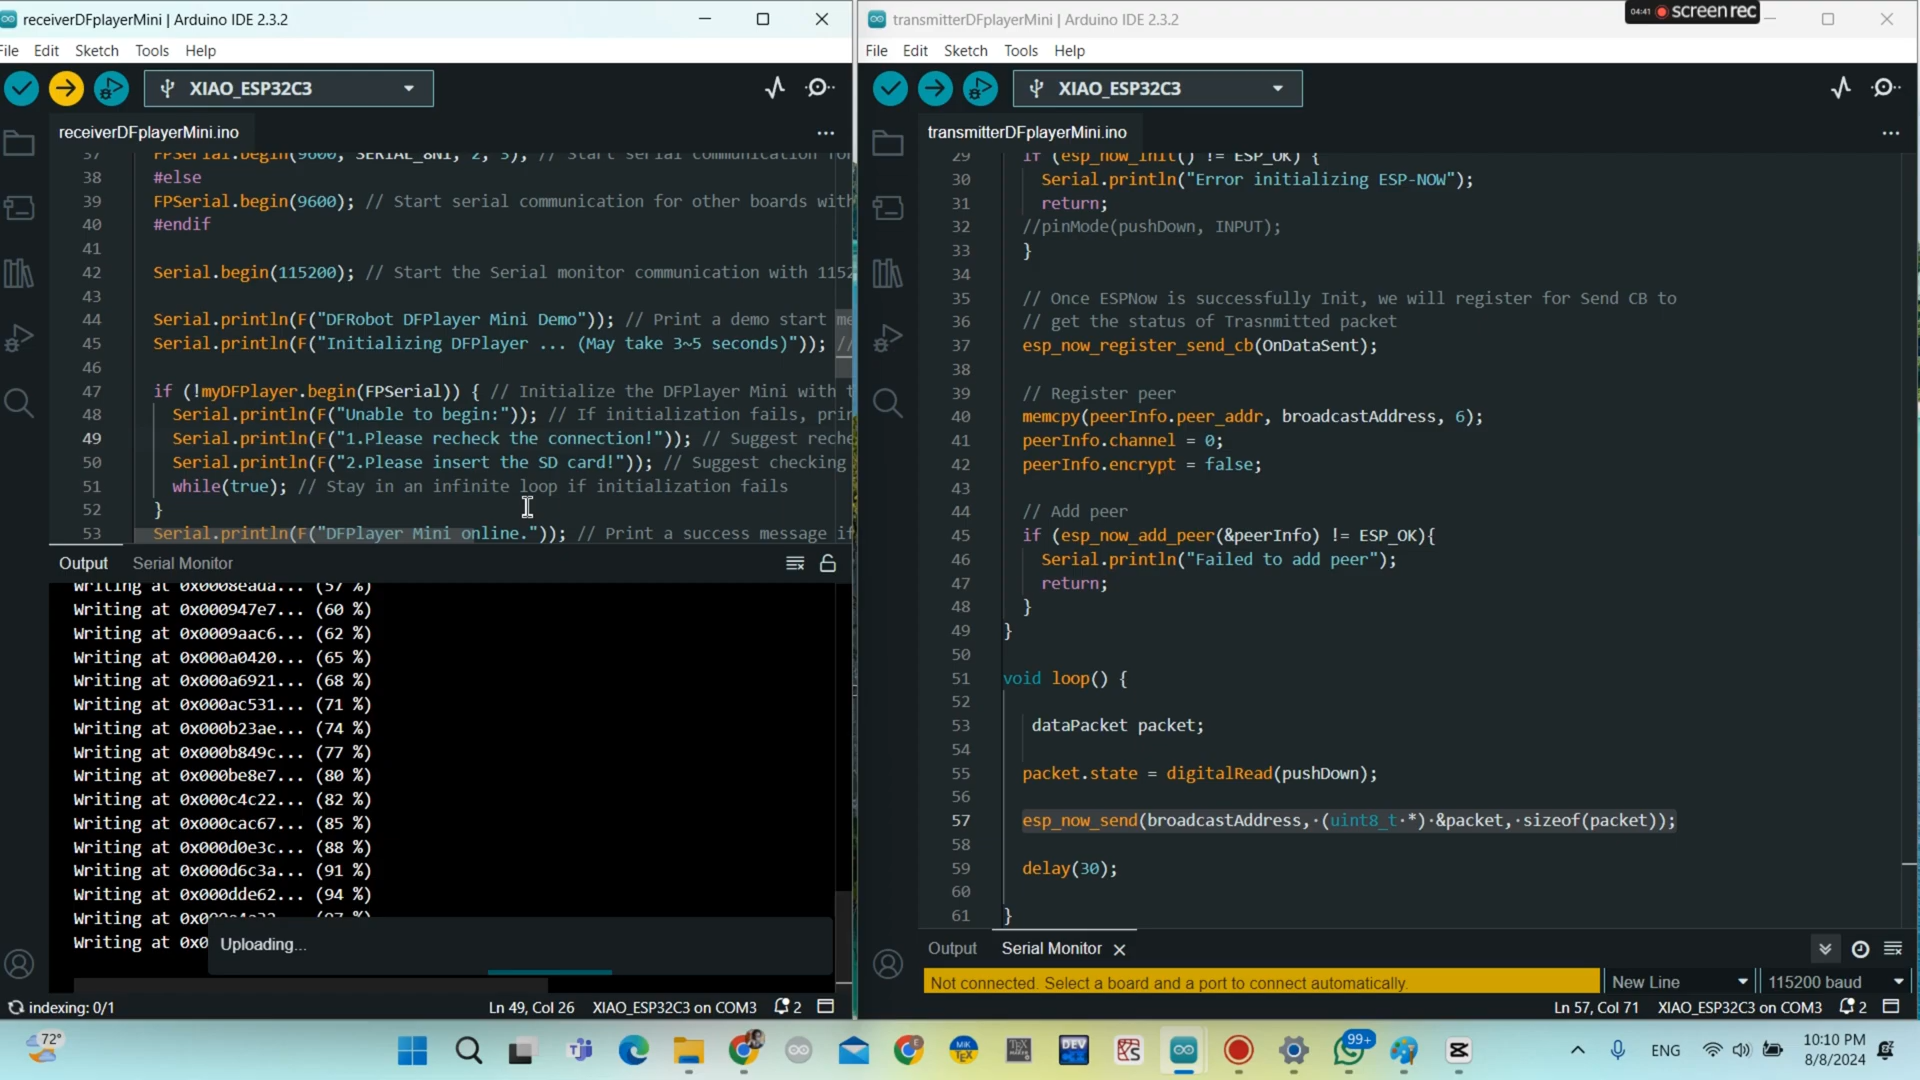 receiverDFplayerMini | Arduino IDE 2.3.2
File Edit Sketch Tools Help
XIAO_ESP32C3
receiverDFplayerMini.ino
37 FPSerial.begin(9600, SERIAL_8N1, 2, 3); // Start serial communication
38 #else
39 FPSerial.begin(9600); // Start serial communication for other boards with
40 #endif
41
42 Serial.begin(115200); // Start the Serial monitor communication with 1152
43
44 Serial.println(F("DFRobot DFPlayer Mini Demo")); // Print a demo start
45 Serial.println(F("Initializing DFPlayer ... (May take 3~5 seconds)")); //
46
47 if (!myDFPlayer.begin(FPSerial)) { // Initialize the DFPlayer Mini with
48 Serial.println(F("Unable to begin:")); // If initialization fails,
49 Serial.println(F("1.Please recheck the connection!")); // Suggest
50 Serial.println(F("2.Please insert the SD card!")); // Suggest checking
51 while(true); // Stay in an infinite loop if initialization fails
52 }
53 Serial.println(F("DFPlayer Mini online.")); // Print a success message if
Output Serial Monitor
Writing at 0x0008eada... (57 %)
Writing at 0x000947e7... (60 %)
Writing at 0x0009aac6... (62 %)
Writing at 0x000a0420... (65 %)
Writing at 0x000a6921... (68 %)
Writing at 0x000ac531... (71 %)
Writing at 0x000b23ae... (74 %)
Writing at 0x000b849c... (77 %)
Writing at 0x000be8e7... (80 %)
Writing at 0x000c4c22... (82 %)
Writing at 0x000cac67... (85 %)
Writing at 0x000d0e3c... (88 %)
Writing at 0x000d6c3a... (91 %)
Writing at 0x000dde62... (94 %)
Writing at
Writing at 0x0
Uploading...
indexing: 0/1 Ln 49, Col 26 XIAO_ESP32C3 on COM3 2
transmitterDFplayerMini | Arduino IDE 2.3.2
04:41 screen rec
File Edit Sketch Tools Help
XIAO_ESP32C3
transmitterDFplayerMini.ino
29 if (esp_now_init() != ESP_OK) {
30 Serial.println("Error initializing ESP-NOW");
31 return;
32 //pinMode(pushDown, INPUT);
33 }
34
35 // Once ESPNow is successfully Init, we will register for Send CB to
36 // get the status of Trasnmitted packet
37 esp_now_register_send_cb(OnDataSent);
38
39 // Register peer
40 memcpy(peerInfo.peer_addr, broadcastAddress, 6);
41 peerInfo.channel = 0;
42 peerInfo.encrypt = false;
43
44 // Add peer
45 if (esp_now_add_peer(&peerInfo) != ESP_OK){
46 Serial.println("Failed to add peer");
47 return;
48 }
49 }
50
51 void loop() {
52
53 dataPacket packet;
54
55 packet.state = digitalRead(pushDown);
56
57 esp_now_send(broadcastAddress,·(uint8_t·*)·&packet,·sizeof(packet));
58
59 delay(30);
60
61 }
Output Serial Monitor
Not connected. Select a board and a port to connect automatically.
New Line 115200 baud
Ln 57, Col 71 XIAO_ESP32C3 on COM3 2
72°
DEV
99+
ENG
10:10 PM
8/8/2024